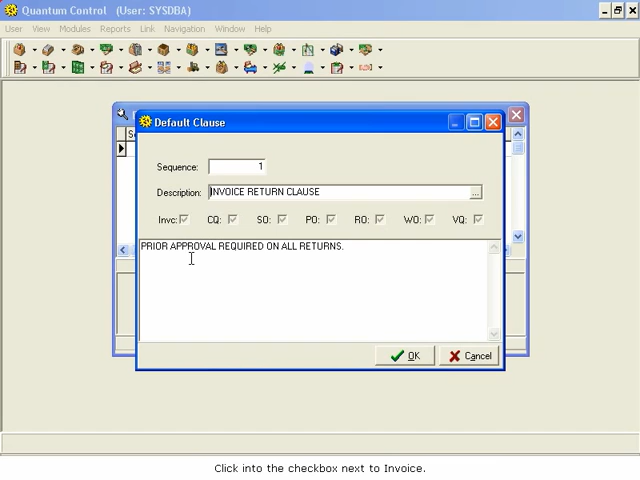 Quantum Control (User: SYSDBA)
User View Modules Reports Link Navigation Window Help
Default Clause
Sequence: 1
Description: INVOICE RETURN CLAUSE ...
Invc: CQ: SO: PO: RO: WO: VQ:
PRIOR APPROVAL REQUIRED ON ALL RETURNS.
OK Cancel
Click into the checkbox next to Invoice.